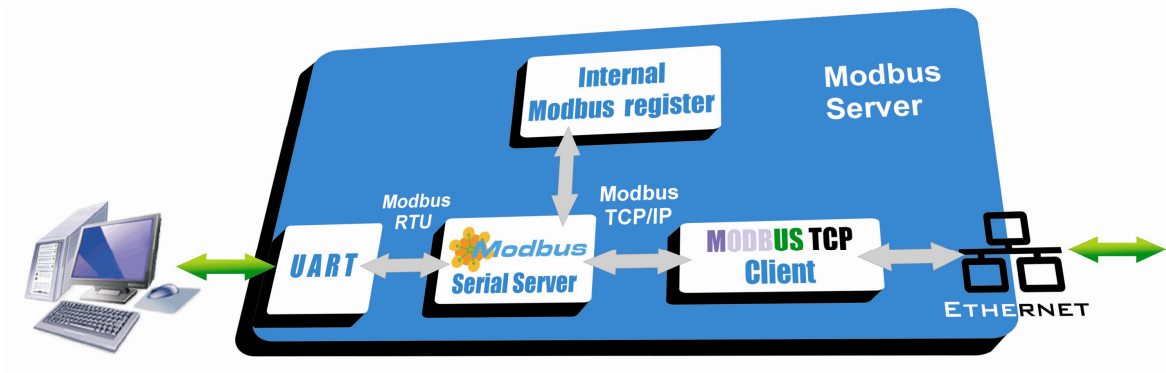 Internal
Modbus register
Modbus
Server
Modbus
RTU
Modbus
TCP/IP
UART
Modbus
Serial Server
MODBUS TCP
Client
ETHERNET